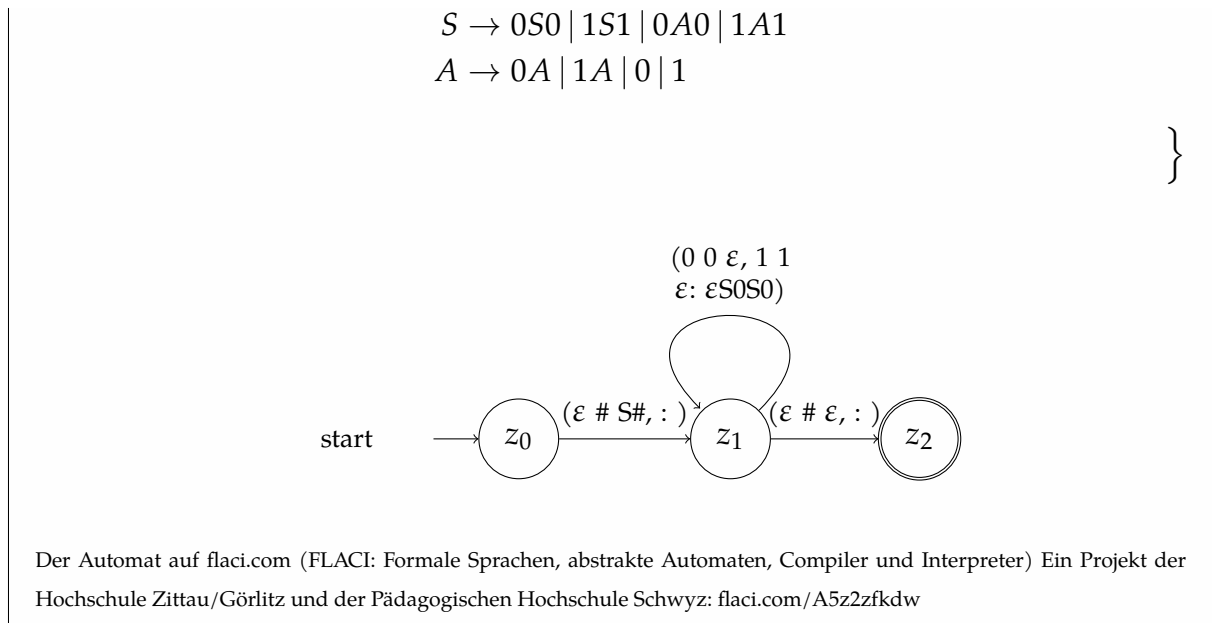 S → 0S0 | 1S1 | 0A0 | 1A1
A → 0A | 1A | 0 | 1
}
(0 0 ε, 1 1
ε: εS0S0)
(ε # S#, : )
(ε # ε, : )
start
z₀
z₁
z₂
Der Automat auf flaci.com (FLACI: Formale Sprachen, abstrakte Automaten, Compiler und Interpreter) Ein Projekt der
Hochschule Zittau/Görlitz und der Pädagogischen Hochschule Schwyz: flaci.com/A5z2zfkdw